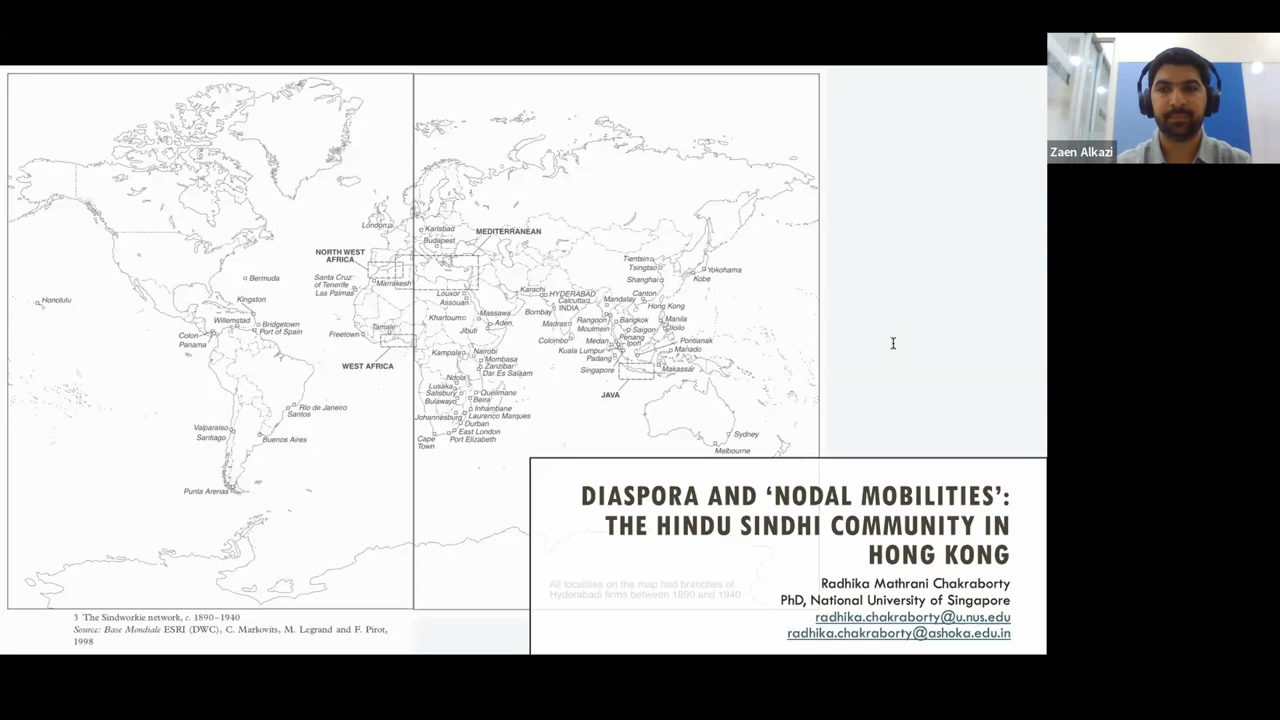 London
Karlsbad
Budapest
MEDITERRANEAN
NORTH WEST
AFRICA
Santa Cruz
of Tenerife
Las Palmas
Marrakesh
Bermuda
Honolulu
Kingston
Willemstad
Bridgetown
Port of Spain
Colon
Panama
Freetown
Tamale
WEST AFRICA
Louxor
Assouan
Khartoum
Massawa
Aden
Jibuti
Kampala
Nairobi
Mombasa
Zanzibar
Dar Es Salaam
Ndola
Lusaka
Salisbury
Bulawayo
Quelimane
Beira
Inhambane
Laurenco Marques
Johannesburg
Durban
East London
Port Elizabeth
Cape
Town
Rio de Janeiro
Santos
Valparaiso
Santiago
Buenos Aires
Punta Arenas
Karachi
HYDERABAD
Calcutta
INDIA
Bombay
Madras
Colombo
Tientsin
Tsingtao
Shanghai
Yokohama
Kobe
Canton
Hong Kong
Mandalay
Rangoon
Moulmein
Bangkok
Saigon
Manila
Iloilo
Penang
Ipoh
Medan
Kuala Lumpur
Padang
Singapore
Pontianak
Manado
Makassar
JAVA
Sydney
Melbourne
Zaen Alkazi
DIASPORA AND ‘NODAL MOBILITIES’:
THE HINDU SINDHI COMMUNITY IN
HONG KONG
Radhika Mathrani Chakraborty
PhD, National University of Singapore
radhika.chakraborty@u.nus.edu
radhika.chakraborty@ashoka.edu.in
All localities on the map had branches of
Hyderabadi firms between 1890 and 1940
3 The Sindworkie network, c. 1890–1940
Source: Base Mondiale ESRI (DWC), C. Markovits, M. Legrand and F. Pirot,
1998